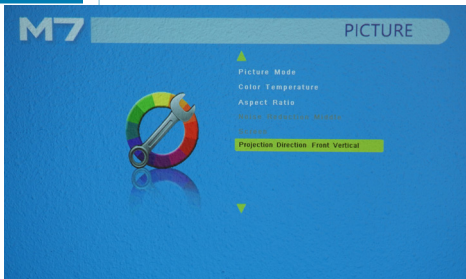 M7
PICTURE
Picture Mode
Color Temperature
Aspect Ratio
Projection Direction Front Vertical